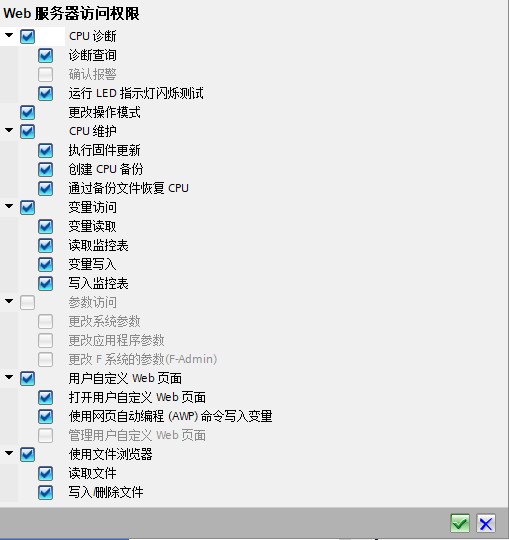 Web 服务器访问权限
CPU 诊断
诊断查询
确认报警
运行 LED 指示灯闪烁测试
更改操作模式
CPU 维护
执行固件更新
创建 CPU 备份
通过备份文件恢复 CPU
变量访问
变量读取
读取监控表
变量写入
写入监控表
参数访问
更改系统参数
更改应用程序参数
更改 F 系统的参数(F-Admin)
用户自定义 Web 页面
打开用户自定义 Web 页面
使用网页自动编程 (AWP) 命令写入变量
管理用户自定义 Web 页面
使用文件浏览器
读取文件
写入/删除文件